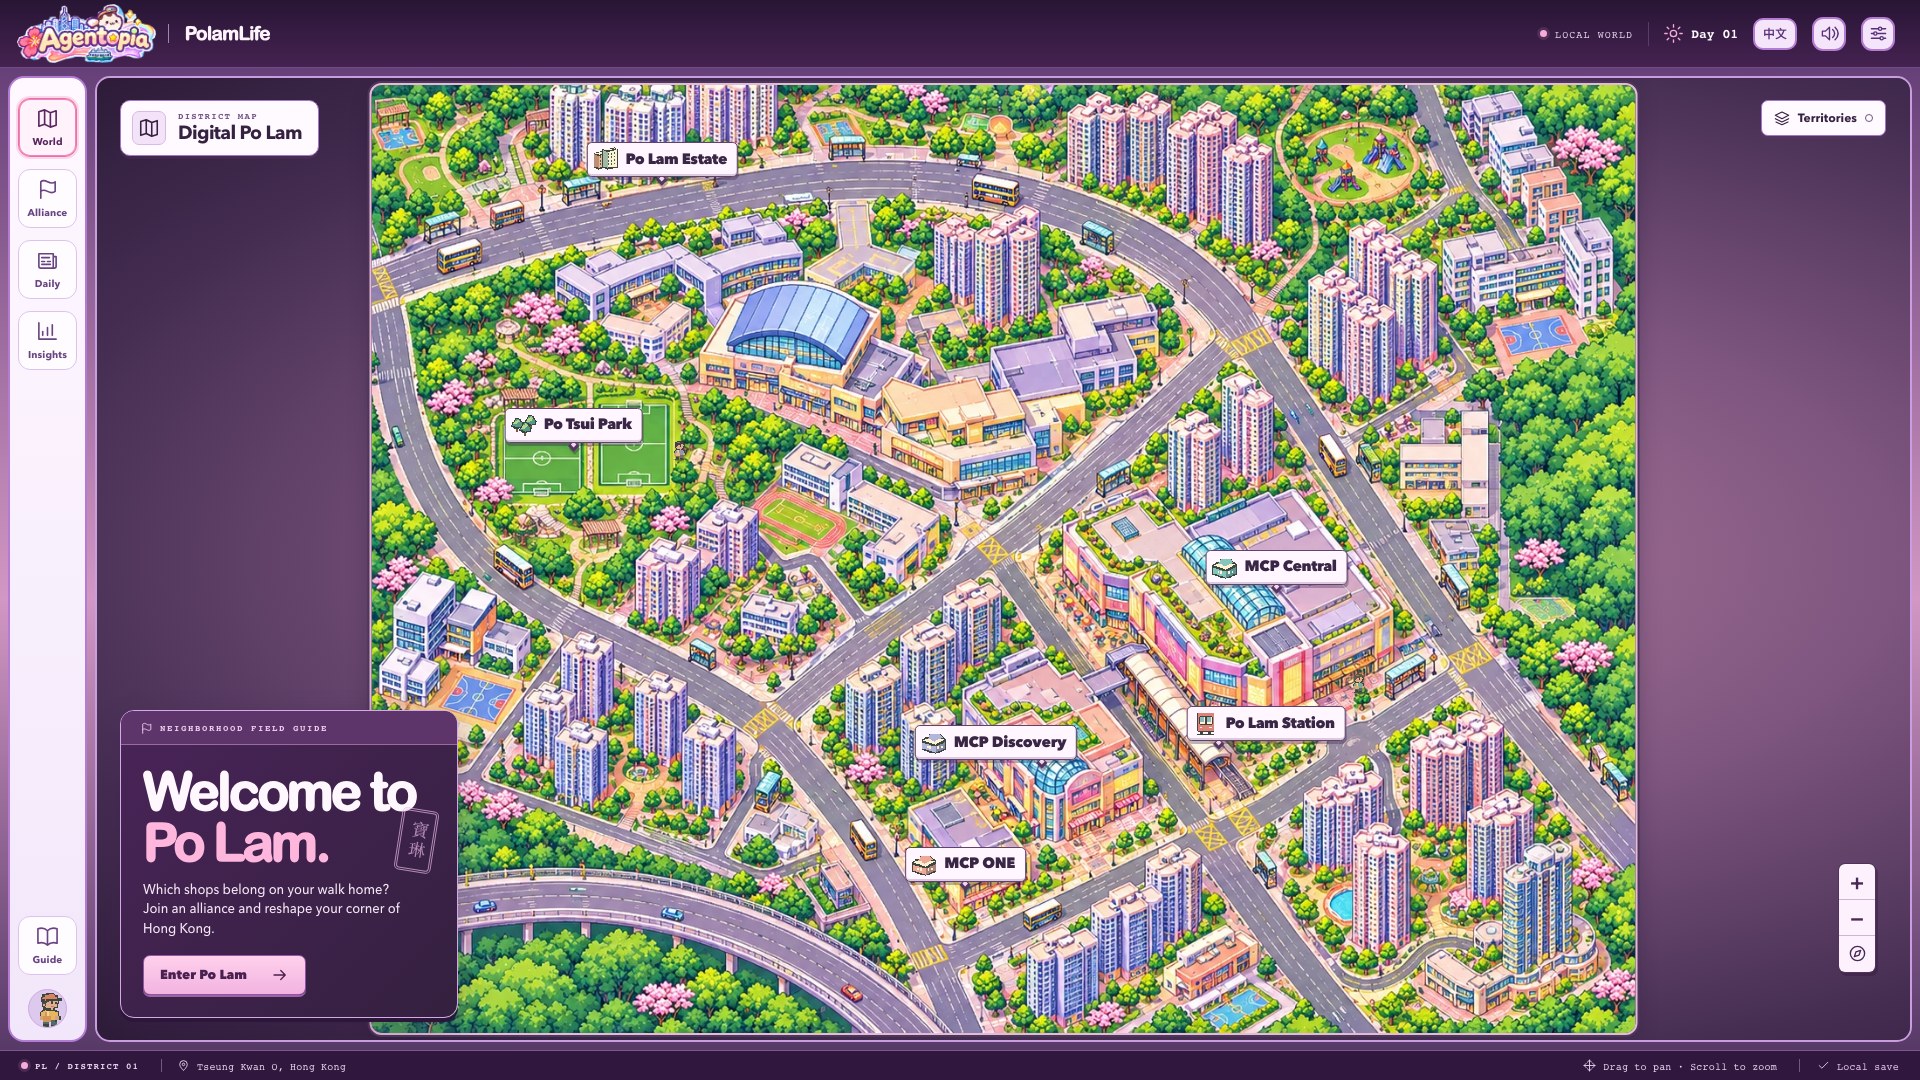 Agentopia
PolamLife
LOCAL WORLD
Day 01
中文
World
Alliance
Daily
Insights
Guide
DISTRICT MAP
Digital Po Lam
Territories
Po Lam Estate
Po Tsui Park
MCP Central
Po Lam Station
MCP Discovery
MCP ONE
NEIGHBORHOOD FIELD GUIDE
Welcome to
Po Lam.
寶
琳
Which shops belong on your walk home?
Join an alliance and reshape your corner of
Hong Kong.
Enter Po Lam
PL / DISTRICT 01
Tseung Kwan O, Hong Kong
Drag to pan · Scroll to zoom
Local save